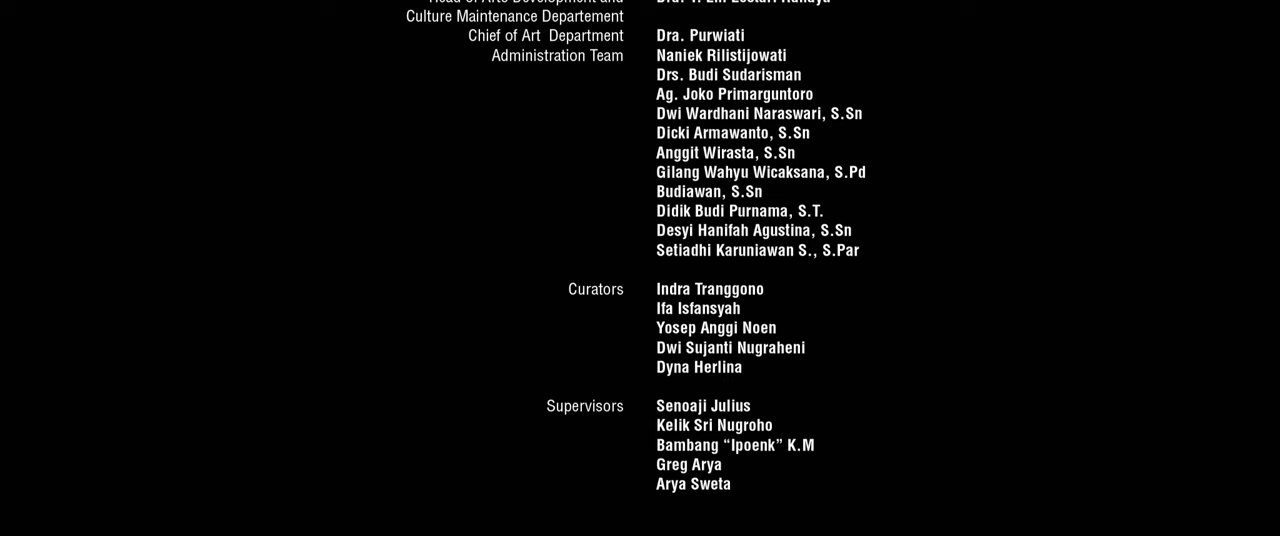 Culture Maintenance Departement
Chief of Art Department Dra. Purwiati
Administration Team Naniek Rilistijowati
Drs. Budi Sudarisman
Ag. Joko Primarguntoro
Dwi Wardhani Naraswari, S.Sn
Dicki Armawanto, S.Sn
Anggit Wirasta, S.Sn
Gilang Wahyu Wicaksana, S.Pd
Budiawan, S.Sn
Didik Budi Purnama, S.T.
Desyi Hanifah Agustina, S.Sn
Setiadhi Karuniawan S., S.Par
Curators Indra Tranggono
Ifa Isfansyah
Yosep Anggi Noen
Dwi Sujanti Nugraheni
Dyna Herlina
Supervisors Senoaji Julius
Kelik Sri Nugroho
Bambang “Ipoenk” K.M
Greg Arya
Arya Sweta